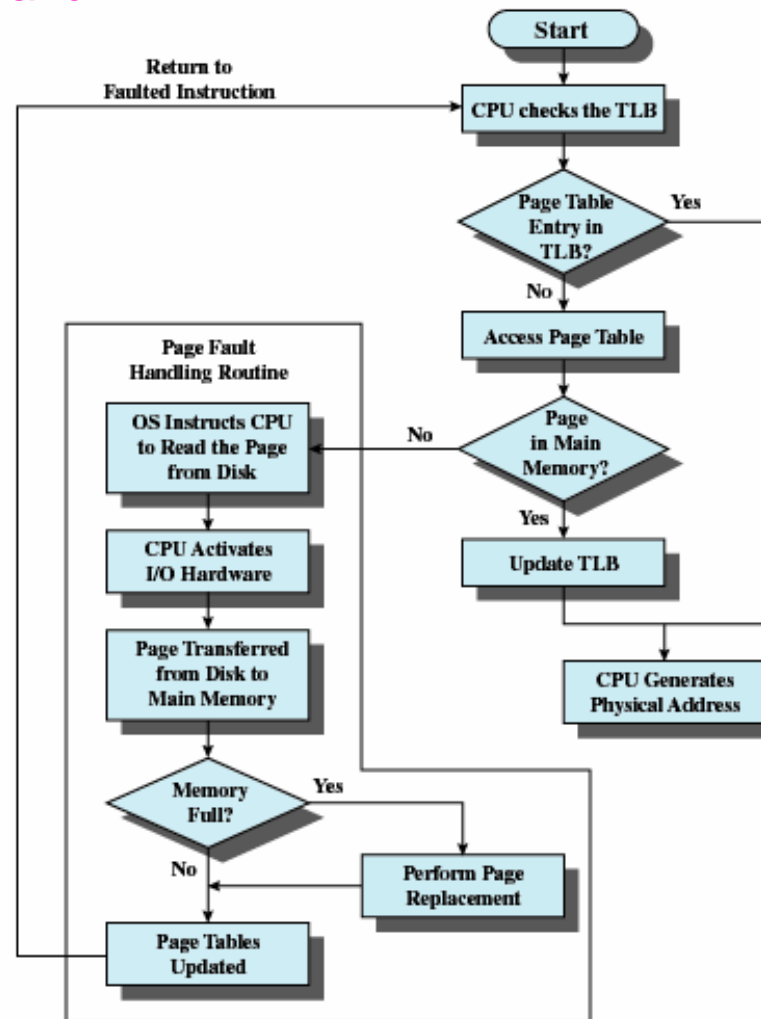 Start
Return to
Faulted Instruction
CPU checks the TLB
Page Table
Entry in
TLB?
Yes
No
Access Page Table
Page Fault
Handling Routine
OS Instructs CPU
to Read the Page
from Disk
No
Page
in Main
Memory?
Yes
CPU Activates
I/O Hardware
Update TLB
Page Transferred
from Disk to
Main Memory
CPU Generates
Physical Address
Memory
Full?
Yes
No
Perform Page
Replacement
Page Tables
Updated